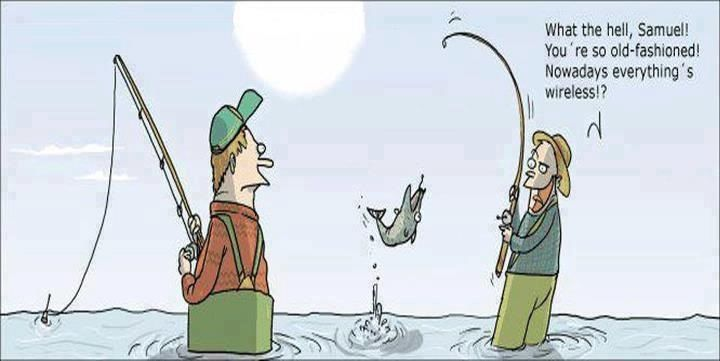 What the hell, Samuel!
You´re so old-fashioned!
Nowadays everything´s
wireless!?